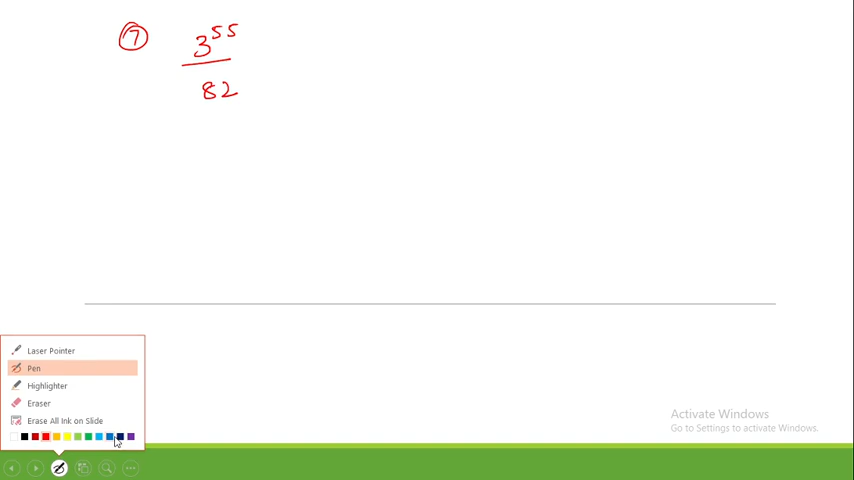 7 3^55
82
Laser Pointer
Pen
Highlighter
Eraser
Erase All Ink on Slide
Activate Windows
Go to Settings to activate Windows.